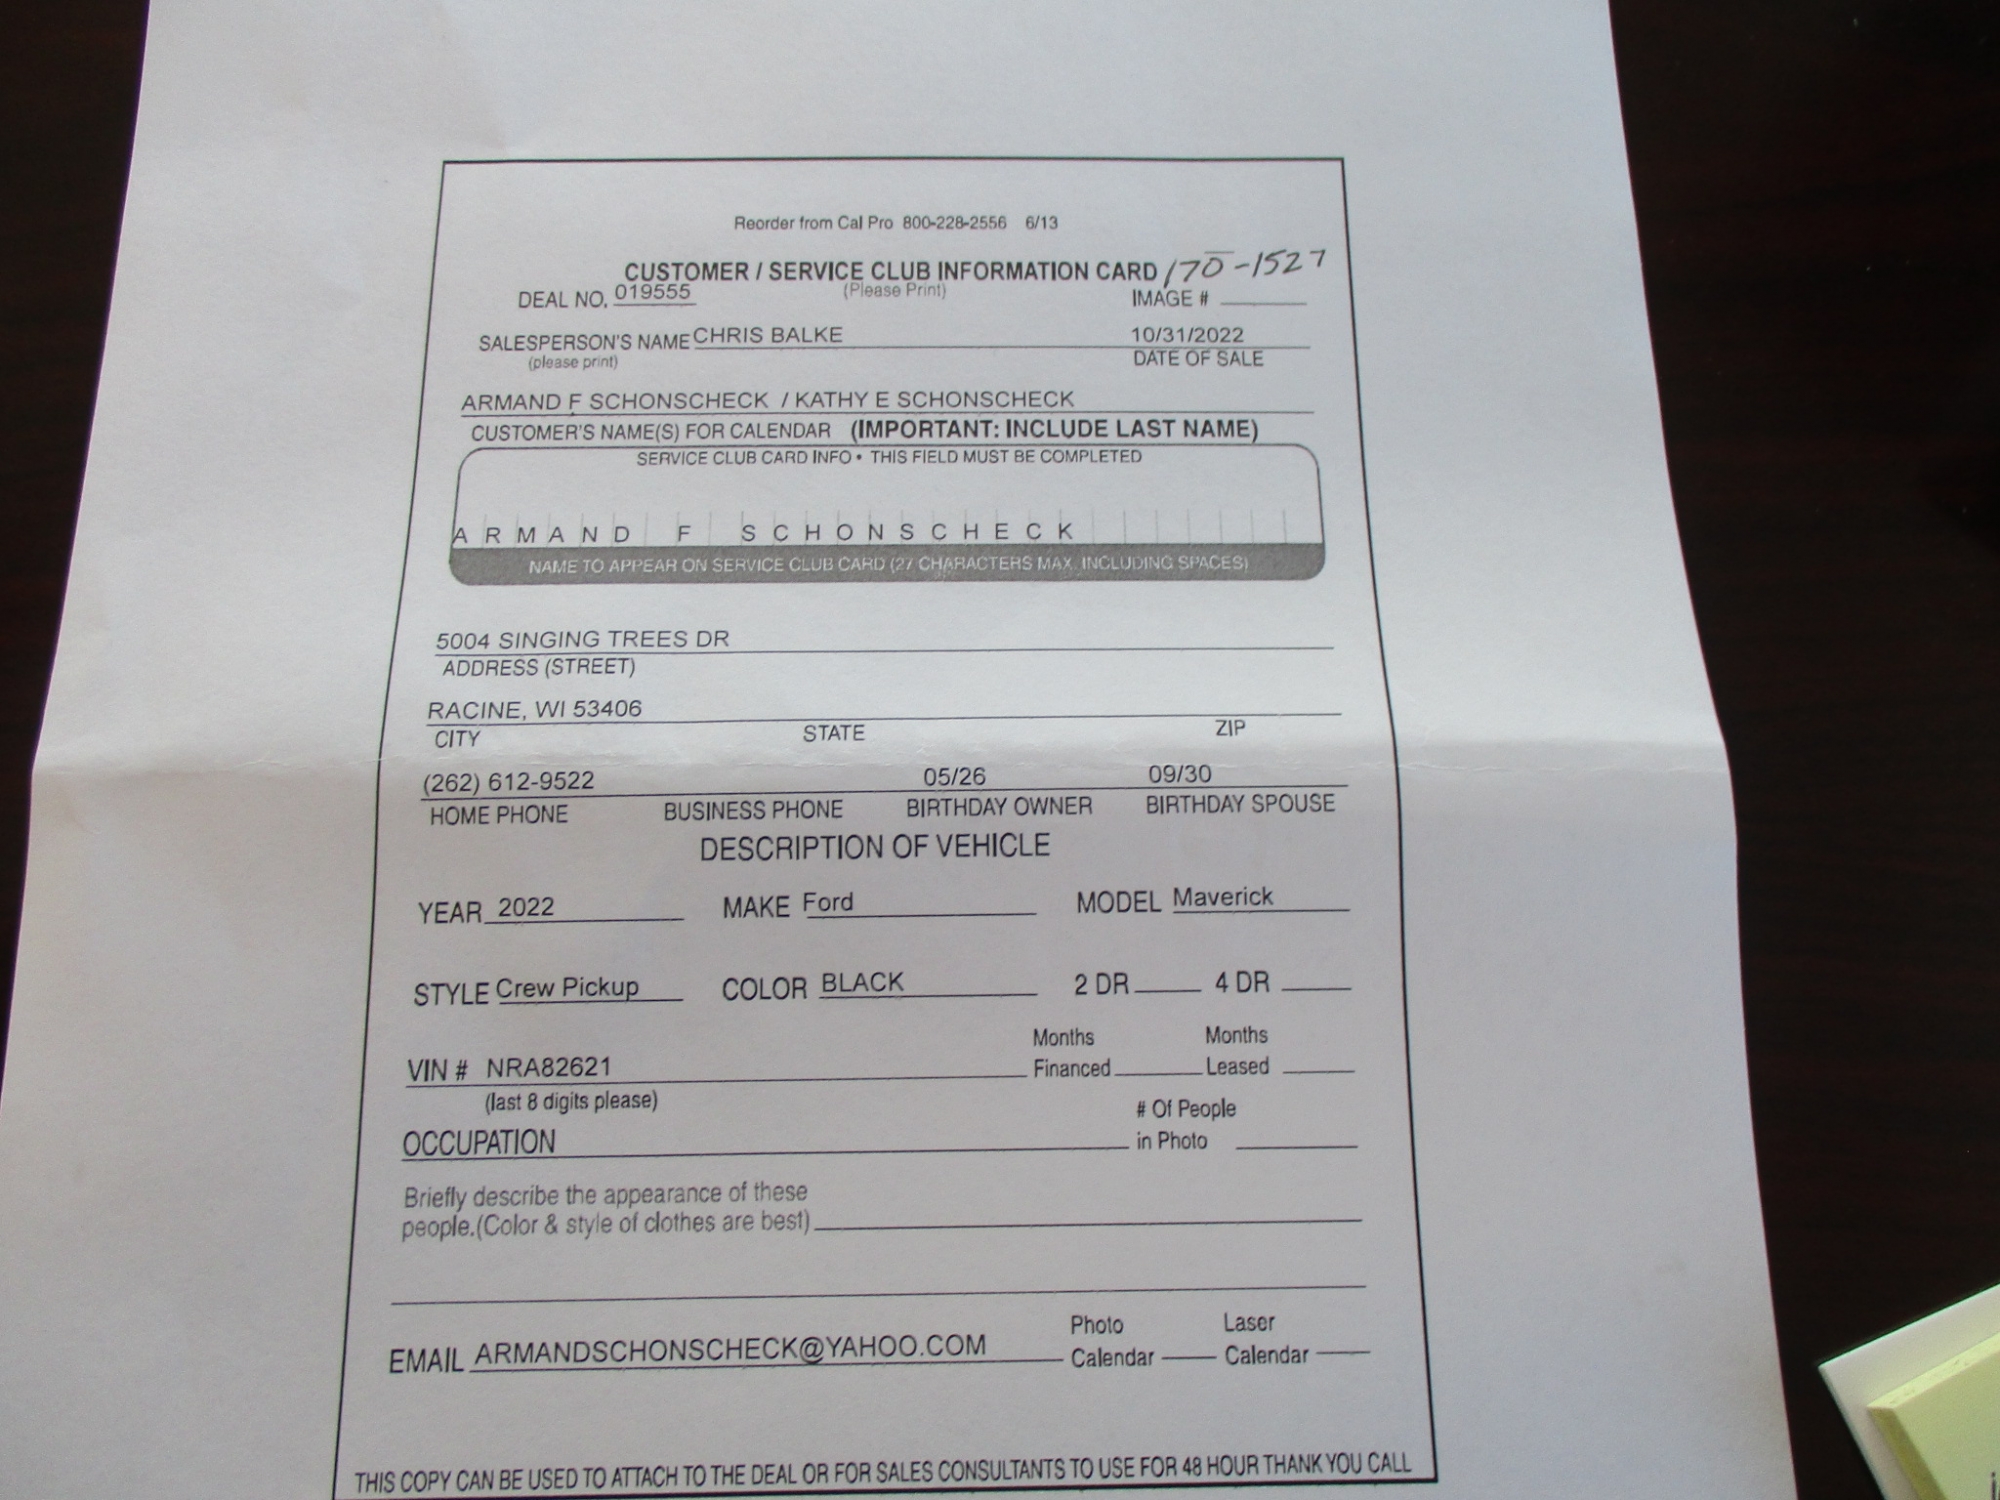 Reorder from Cal Pro 800-228-2556 6/13
CUSTOMER / SERVICE CLUB INFORMATION CARD 170-1527
DEAL NO. 019555 (Please Print) IMAGE #
SALESPERSON'S NAME CHRIS BALKE 10/31/2022
(please print) DATE OF SALE
ARMAND F SCHONSCHECK / KATHY E SCHONSCHECK
CUSTOMER'S NAME(S) FOR CALENDAR (IMPORTANT: INCLUDE LAST NAME)
SERVICE CLUB CARD INFO • THIS FIELD MUST BE COMPLETED
ARMAND F SCHONSCHECK
NAME TO APPEAR ON SERVICE CLUB CARD (27 CHARACTERS MAX. INCLUDING SPACES)
5004 SINGING TREES DR
ADDRESS (STREET)
RACINE, WI 53406
CITY STATE ZIP
(262) 612-9522 05/26 09/30
HOME PHONE BUSINESS PHONE BIRTHDAY OWNER BIRTHDAY SPOUSE
DESCRIPTION OF VEHICLE
YEAR 2022 MAKE Ford MODEL Maverick
STYLE Crew Pickup COLOR BLACK 2 DR 4 DR
Months Months
VIN # NRA82621 Financed Leased
(last 8 digits please) # Of People
OCCUPATION in Photo
Briefly describe the appearance of these
people.(Color & style of clothes are best)
Photo Laser
EMAIL ARMANDSCHONSCHECK@YAHOO.COM Calendar Calendar
THIS COPY CAN BE USED TO ATTACH TO THE DEAL OR FOR SALES CONSULTANTS TO USE FOR 48 HOUR THANK YOU CALL